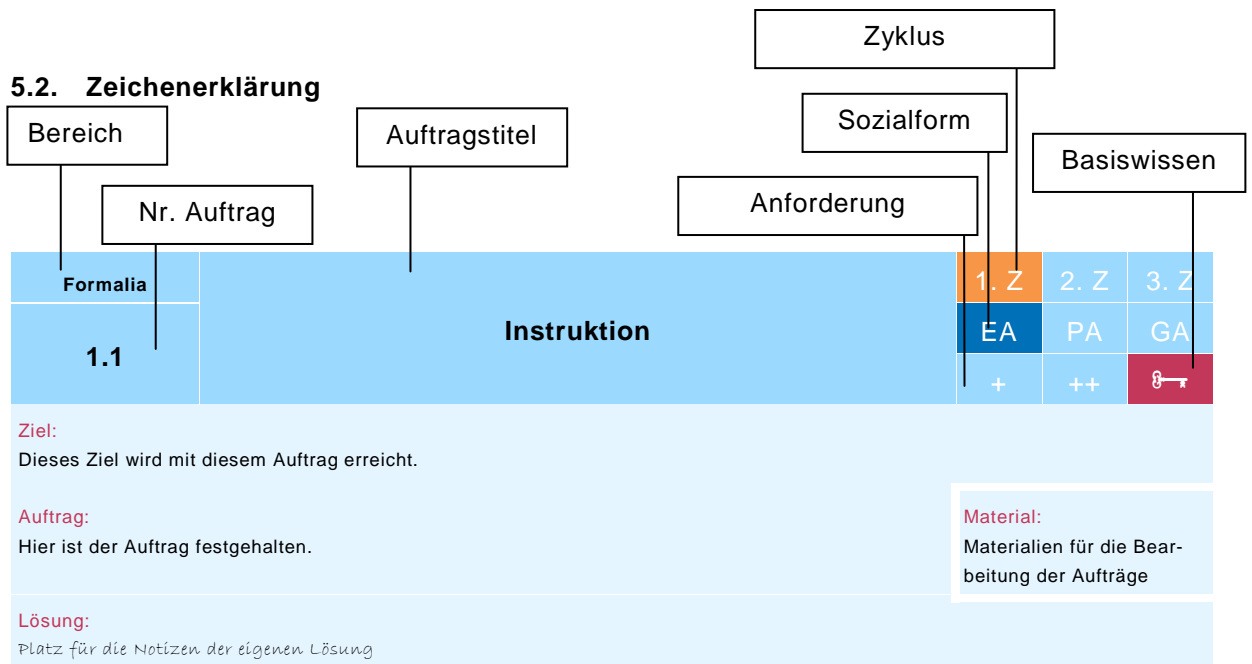 Zyklus
5.2. Zeichenerklärung
Bereich
Auftragstitel
Sozialform
Basiswissen
Nr. Auftrag
Anforderung
Formalia
1.1
Instruktion
1. Z 2. Z 3. Z
EA PA GA
+ ++
Ziel:
Dieses Ziel wird mit diesem Auftrag erreicht.
Auftrag:
Hier ist der Auftrag festgehalten.
Material:
Materialien für die Bear-
beitung der Aufträge
Lösung:
Platz für die Notizen der eigenen Lösung